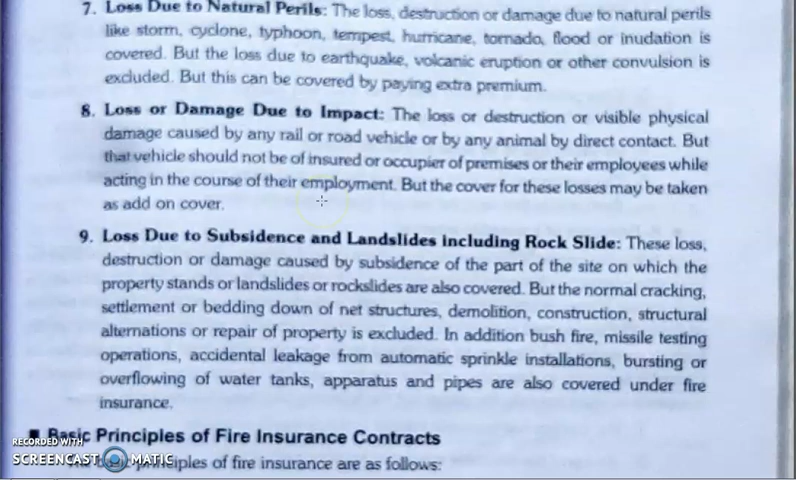 7. Loss Due to Natural Perils: The loss, destruction or damage due to natural perils
like storm, cyclone, typhoon, tempest, hurricane, tornado, flood or inudation is
covered. But the loss due to earthquake, volcanic eruption or other convulsion is
excluded. But this can be covered by paying extra premium.
8. Loss or Damage Due to Impact: The loss or destruction or visible physical
damage caused by any rail or road vehicle or by any animal by direct contact. But
that vehicle should not be of insured or occupier of premises or their employees while
acting in the course of their employment. But the cover for these losses may be taken
as add on cover.
9. Loss Due to Subsidence and Landslides including Rock Slide: These loss,
destruction or damage caused by subsidence of the part of the site on which the
property stands or landslides or rockslides are also covered. But the normal cracking,
settlement or bedding down of net structures, demolition, construction, structural
alternations or repair of property is excluded. In addition bush fire, missile testing
operations, accidental leakage from automatic sprinkle installations, bursting or
overflowing of water tanks, apparatus and pipes are also covered under fire
insurance.
■ Basic Principles of Fire Insurance Contracts
RECORDED WITH
SCREENCAST MATIC
principles of fire insurance are as follows: